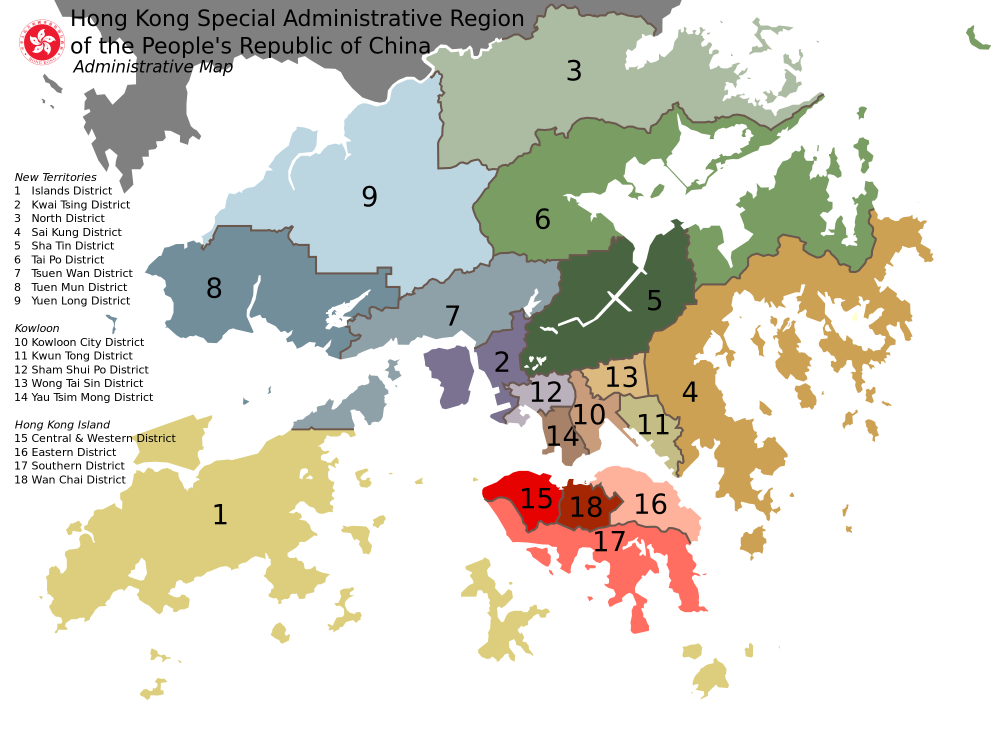 Hong Kong Special Administrative Region
of the People's Republic of China
Administrative Map
HONG KONG
New Territories
1 Islands District
2 Kwai Tsing District
3 North District
4 Sai Kung District
5 Sha Tin District
6 Tai Po District
7 Tsuen Wan District
8 Tuen Mun District
9 Yuen Long District
Kowloon
10 Kowloon City District
11 Kwun Tong District
12 Sham Shui Po District
13 Wong Tai Sin District
14 Yau Tsim Mong District
Hong Kong Island
15 Central & Western District
16 Eastern District
17 Southern District
18 Wan Chai District
3
9
6
8
5
7
2
13
12
4
10
11
14
15
18
16
1
17